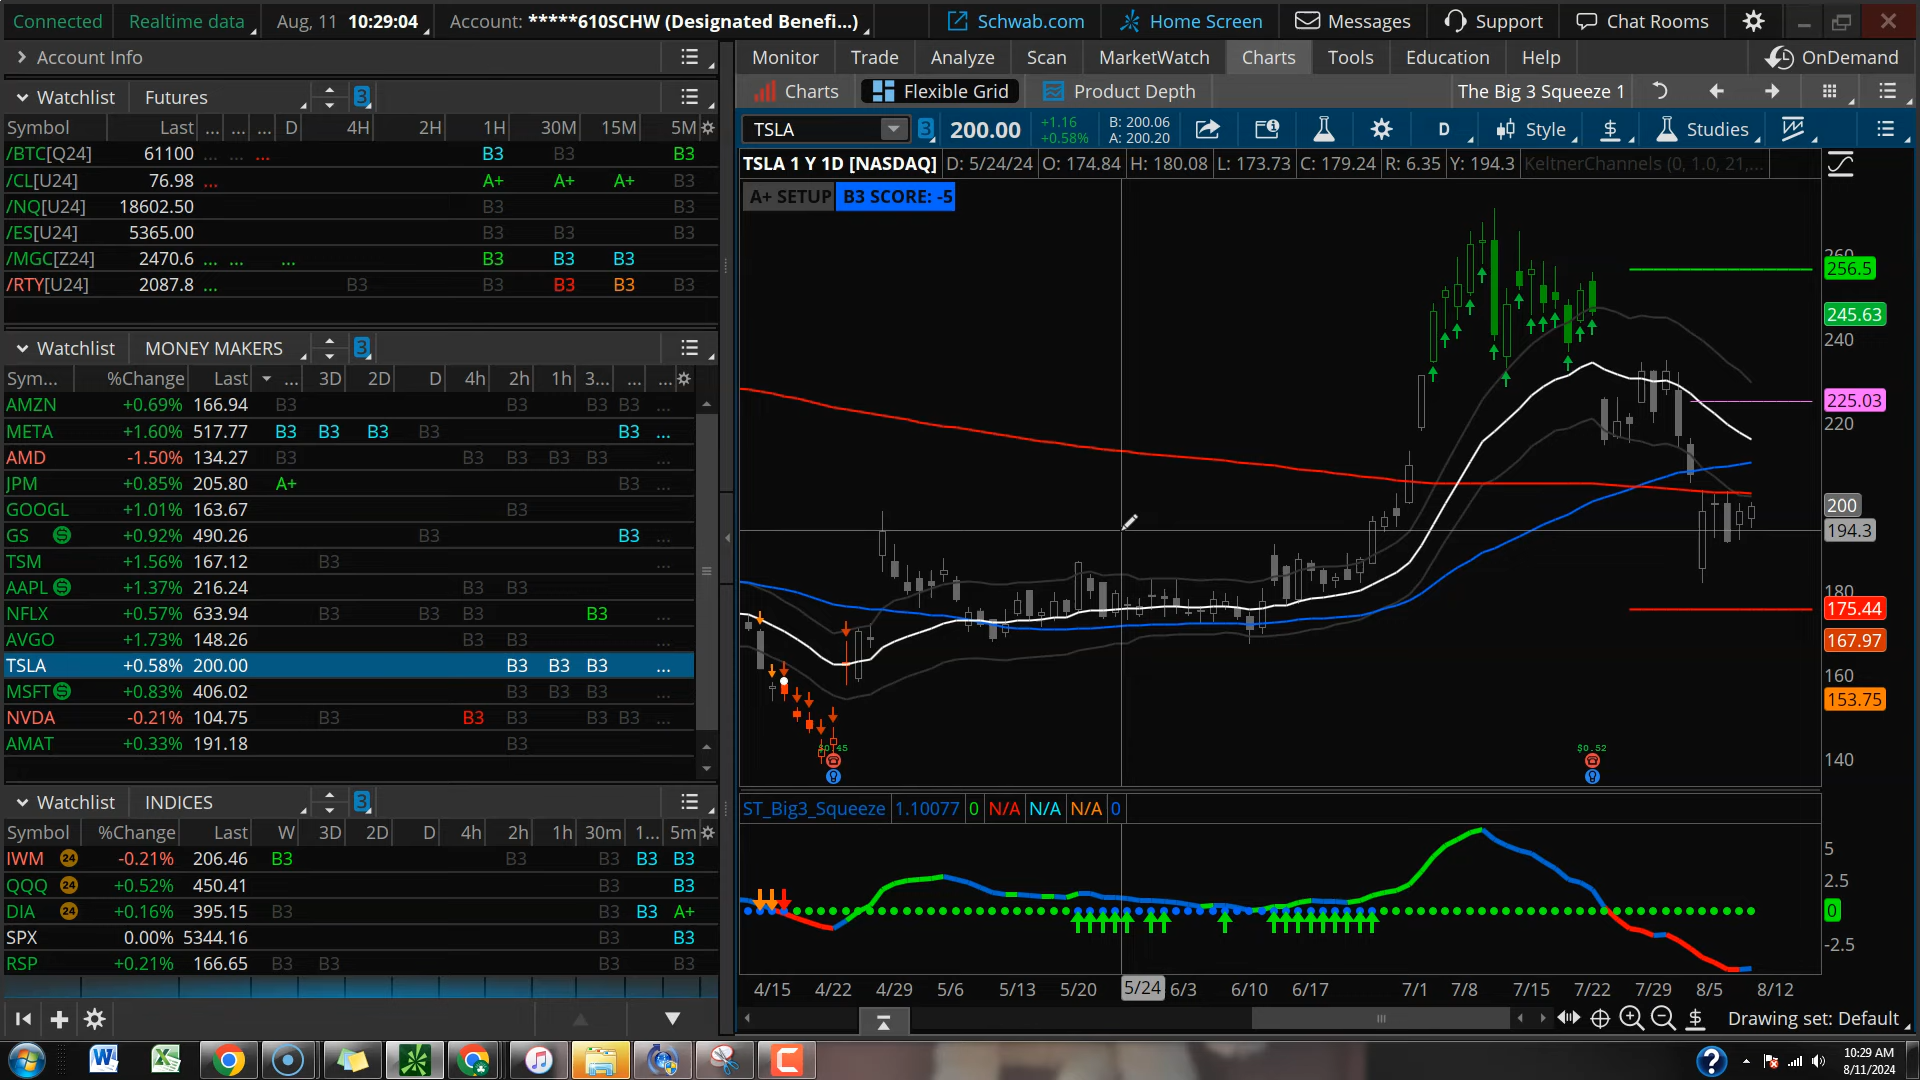 Connected Realtime data Aug, 11 10:29:04 Account: *****610SCHW (Designated Benefi...) Schwab.com Home Screen Messages Support Chat Rooms
Account Info
Monitor Trade Analyze Scan MarketWatch Charts Tools Education Help OnDemand
Watchlist Futures 3
Charts Flexible Grid Product Depth The Big 3 Squeeze 1
Symbol Last ... ... ... D 4H 2H 1H 30M 15M 5M
/BTC[Q24] 61100 ... ... ... B3 B3 B3
/CL[U24] 76.98 ... A+ A+ A+ B3
/NQ[U24] 18602.50 B3 B3
/ES[U24] 5365.00 B3 B3 B3
/MGC[Z24] 2470.6 ... ... ... B3 B3 B3
/RTY[U24] 2087.8 ... B3 B3 B3 B3 B3
TSLA 3 200.00 +1.16 +0.58% B: 200.06 A: 200.20 D Style Studies
TSLA 1 Y 1D [NASDAQ] D: 5/24/24 O: 174.84 H: 180.08 L: 173.73 C: 179.24 R: 6.35 Y: 194.3 KeltnerChannels (0, 1.0, 21,...
A+ SETUP B3 SCORE: -5
Watchlist MONEY MAKERS 3
Sym... %Change Last ... 3D 2D D 4h 2h 1h 3... ... ...
AMZN +0.69% 166.94 B3 B3 B3 B3 ...
META +1.60% 517.77 B3 B3 B3 B3 B3 ...
AMD -1.50% 134.27 B3 B3 B3 B3 B3 ...
JPM +0.85% 205.80 A+ B3 ...
GOOGL +1.01% 163.67 B3
GS +0.92% 490.26 B3 B3 ...
TSM +1.56% 167.12 B3 ...
AAPL +1.37% 216.24 B3 B3 ...
NFLX +0.57% 633.94 B3 B3 B3 B3 ...
AVGO +1.73% 148.26 B3 B3 ...
TSLA +0.58% 200.00 B3 B3 B3 ...
MSFT +0.83% 406.02 B3 B3 B3 ...
NVDA -0.21% 104.75 B3 B3 B3 B3 B3 ...
AMAT +0.33% 191.18 B3
260
256.5
245.63
240
225.03
220
200
194.3
180
175.44
167.97
160
153.75
140
$0.45
$0.52
Watchlist INDICES 3
Symbol %Change Last W 3D 2D D 4h 2h 1h 30m 1... 5m
IWM 24 -0.21% 206.46 B3 B3 B3 B3 B3
QQQ 24 +0.52% 450.41 B3 B3
DIA 24 +0.16% 395.15 B3 B3 B3 A+
SPX 0.00% 5344.16 B3 B3
RSP +0.21% 166.65 B3 B3 B3 B3
ST_Big3_Squeeze 1.10077 0 N/A N/A N/A 0
5
2.5
0
-2.5
4/15 4/22 4/29 5/6 5/13 5/20 5/24 6/3 6/10 6/17 7/1 7/8 7/15 7/22 7/29 8/5 8/12
Drawing set: Default
10:29 AM
8/11/2024